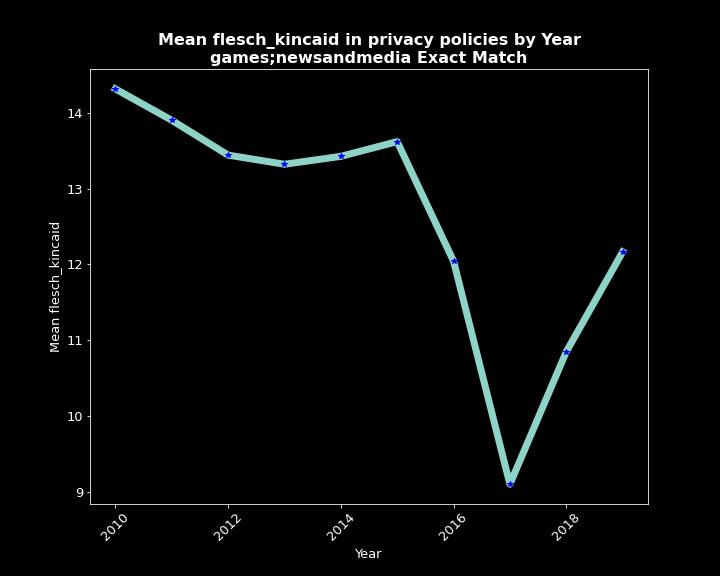 Mean flesch_kincaid in privacy policies by Year
games;newsandmedia Exact Match
14
13
12
11
10
9
Mean flesch_kincaid
2010
2012
2014
2016
2018
Year